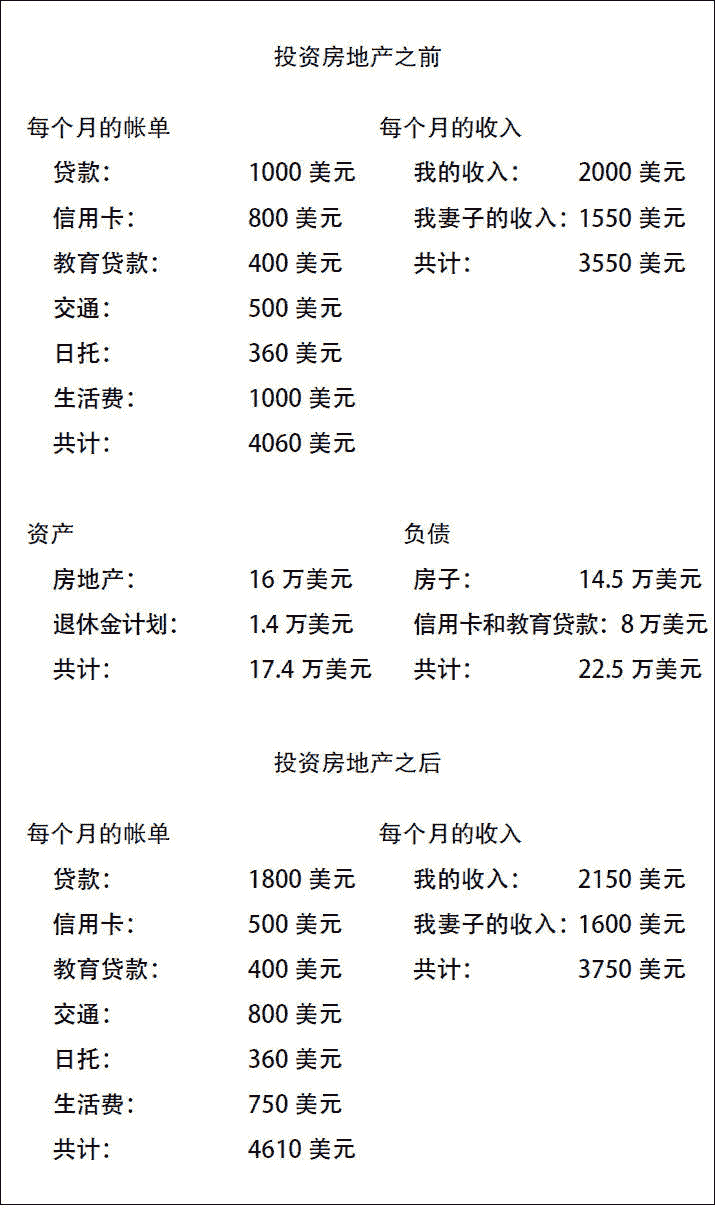 投资房地产之前
每个月的帐单 每个月的收入
贷款： 1000 美元 我的收入： 2000 美元
信用卡： 800 美元 我妻子的收入：1550 美元
教育贷款： 400 美元 共计： 3550 美元
交通： 500 美元
日托： 360 美元
生活费： 1000 美元
共计： 4060 美元
资产 负债
房地产： 16 万美元 房子： 14.5 万美元
退休金计划： 1.4 万美元 信用卡和教育贷款：8 万美元
共计： 17.4 万美元 共计： 22.5 万美元
投资房地产之后
每个月的帐单 每个月的收入
贷款： 1800 美元 我的收入： 2150 美元
信用卡： 500 美元 我妻子的收入：1600 美元
教育贷款： 400 美元 共计： 3750 美元
交通： 800 美元
日托： 360 美元
生活费： 750 美元
共计： 4610 美元